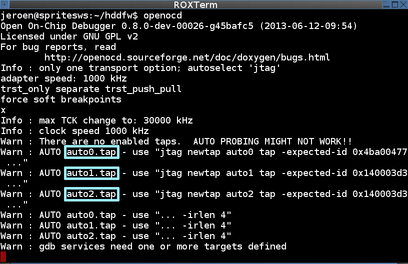 ROXTerm
jeroen@spritesws:~/hddfw$ openocd
Open On-Chip Debugger 0.8.0-dev-00026-g45bafc5 (2013-06-12-09:54)
Licensed under GNU GPL v2
For bug reports, read
http://openocd.sourceforge.net/doc/doxygen/bugs.html
Info : only one transport option; autoselect 'jtag'
adapter speed: 1000 kHz
trst_only separate trst_push_pull
force soft breakpoints
x
Info : max TCK change to: 30000 kHz
Info : clock speed 1000 kHz
Warn : There are no enabled taps.  AUTO PROBING MIGHT NOT WORK!!
Warn : AUTO auto0.tap - use "jtag newtap auto0 tap -expected-id 0x4ba00477
..."
Warn : AUTO auto1.tap - use "jtag newtap auto1 tap -expected-id 0x140003d3
..."
Warn : AUTO auto2.tap - use "jtag newtap auto2 tap -expected-id 0x140003d3
..."
Warn : AUTO auto0.tap - use "... -irlen 4"
Warn : AUTO auto1.tap - use "... -irlen 4"
Warn : AUTO auto2.tap - use "... -irlen 4"
Warn : gdb services need one or more targets defined